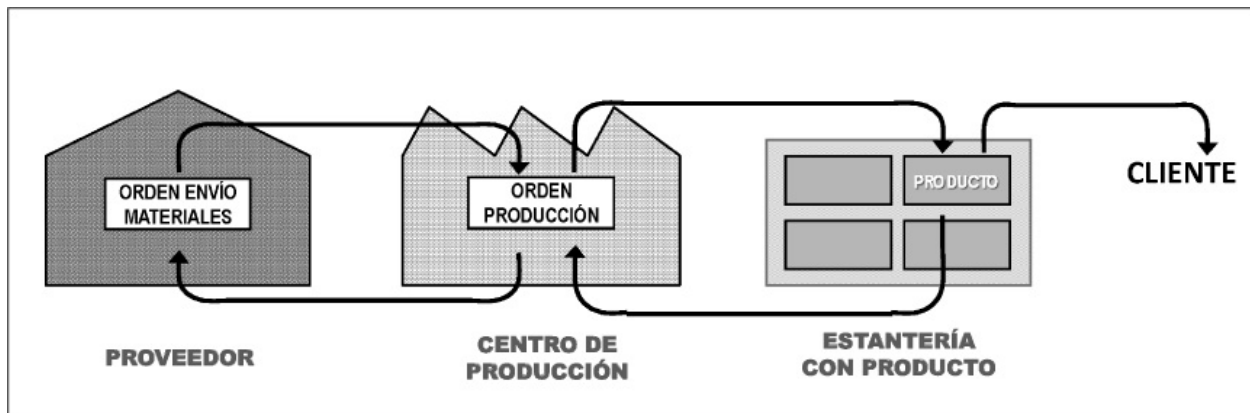 ORDEN ENVÍO
MATERIALES
ORDEN
PRODUCCIÓN
PRODUCTO
CLIENTE
PROVEEDOR
CENTRO DE
PRODUCCIÓN
ESTANTERÍA
CON PRODUCTO